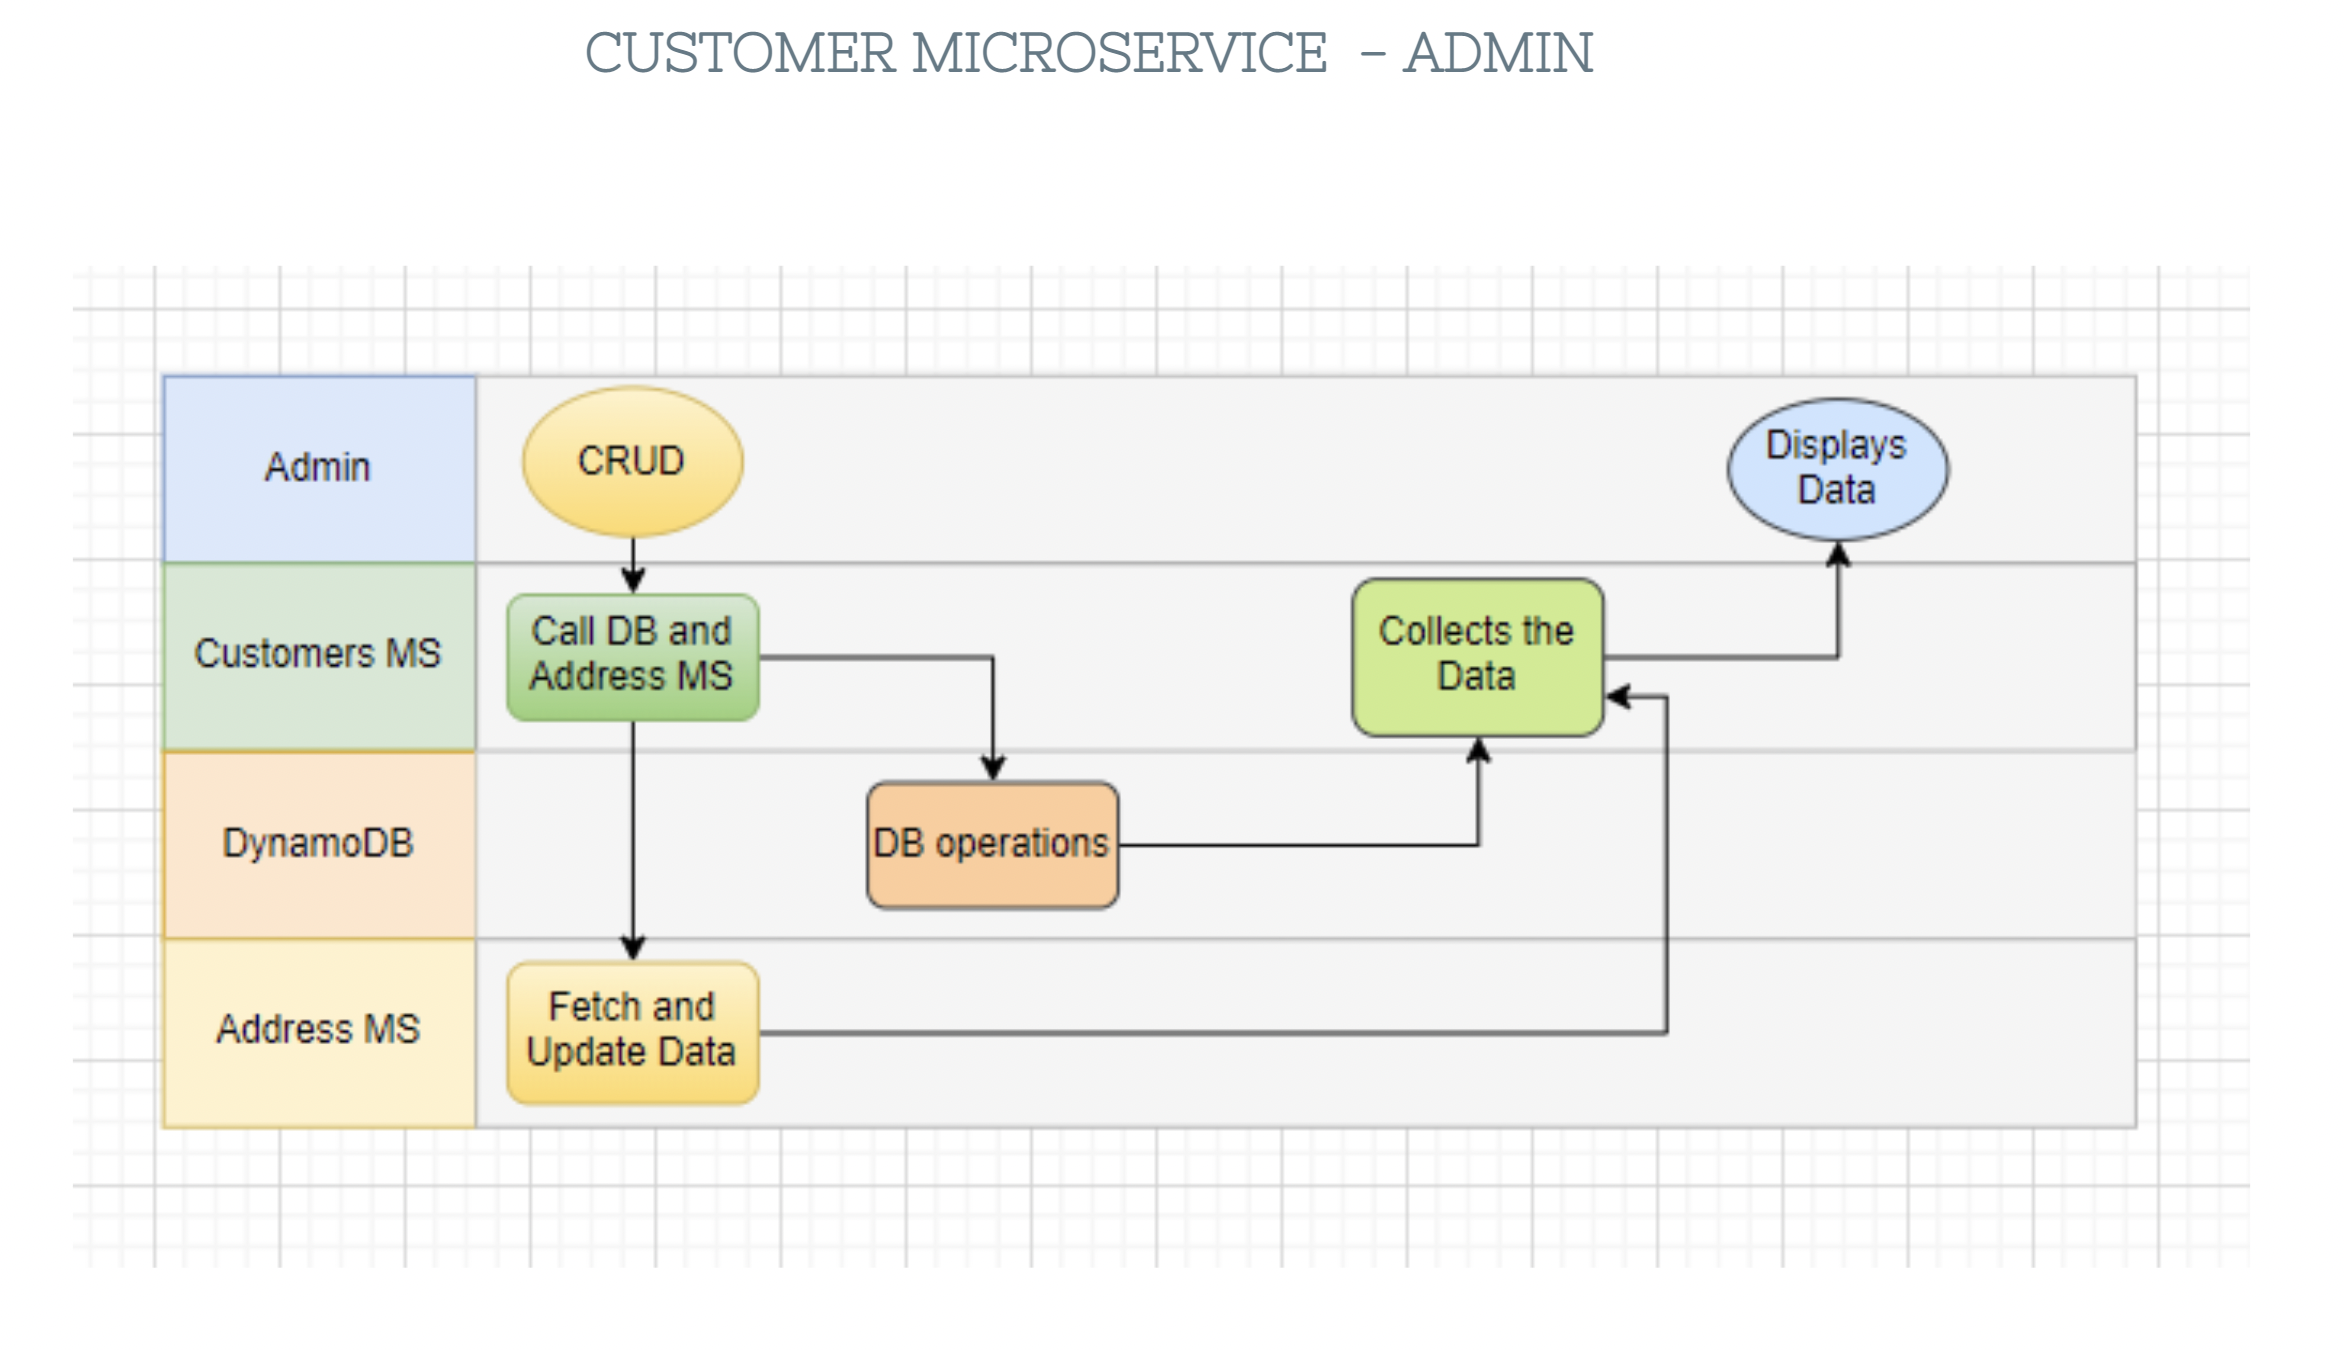 CUSTOMER MICROSERVICE – ADMIN
Admin
CRUD
Displays
Data
Customers MS
Call DB and
Address MS
Collects the
Data
DynamoDB
DB operations
Address MS
Fetch and
Update Data